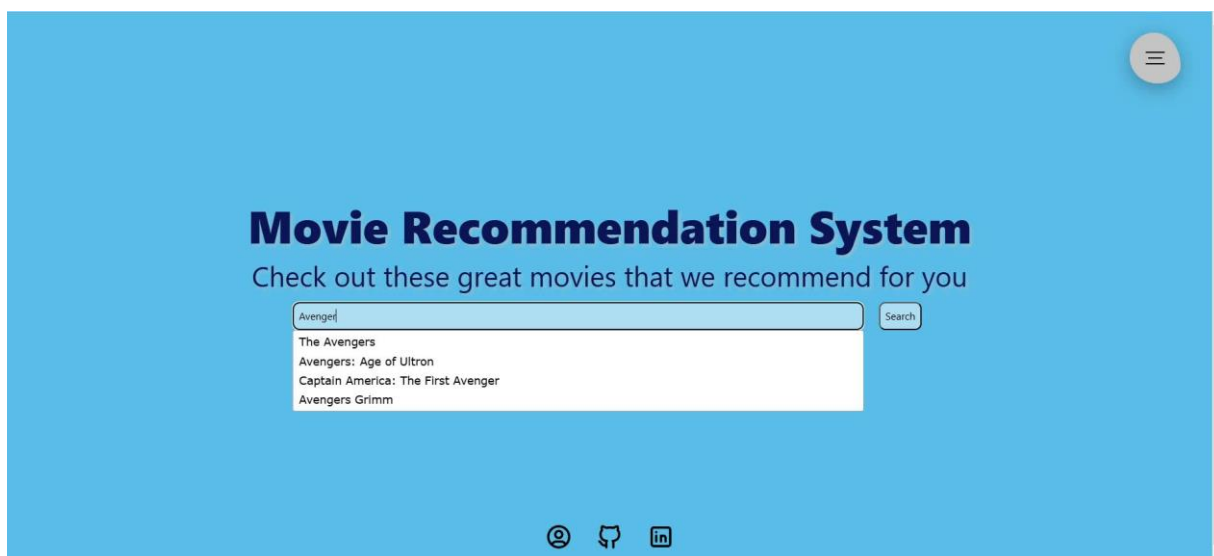 Movie Recommendation System
Check out these great movies that we recommend for you
Avenger
Search
The Avengers
Avengers: Age of Ultron
Captain America: The First Avenger
Avengers Grimm
in